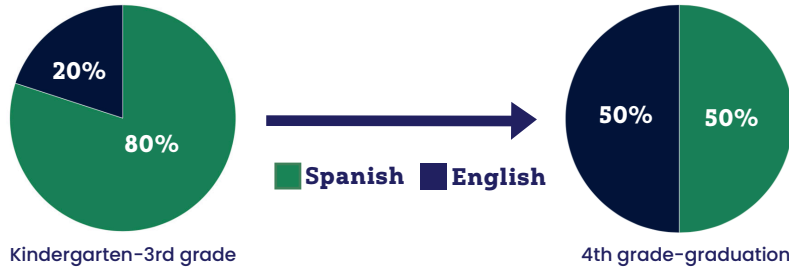 20%
80%
Spanish English
50% 50%
Kindergarten-3rd grade
4th grade-graduation